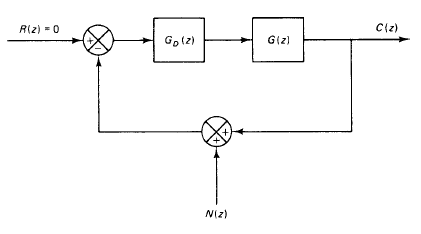 R(z) = 0
C(z)
+
−
G_D(z)
G(z)
+
+
N(z)